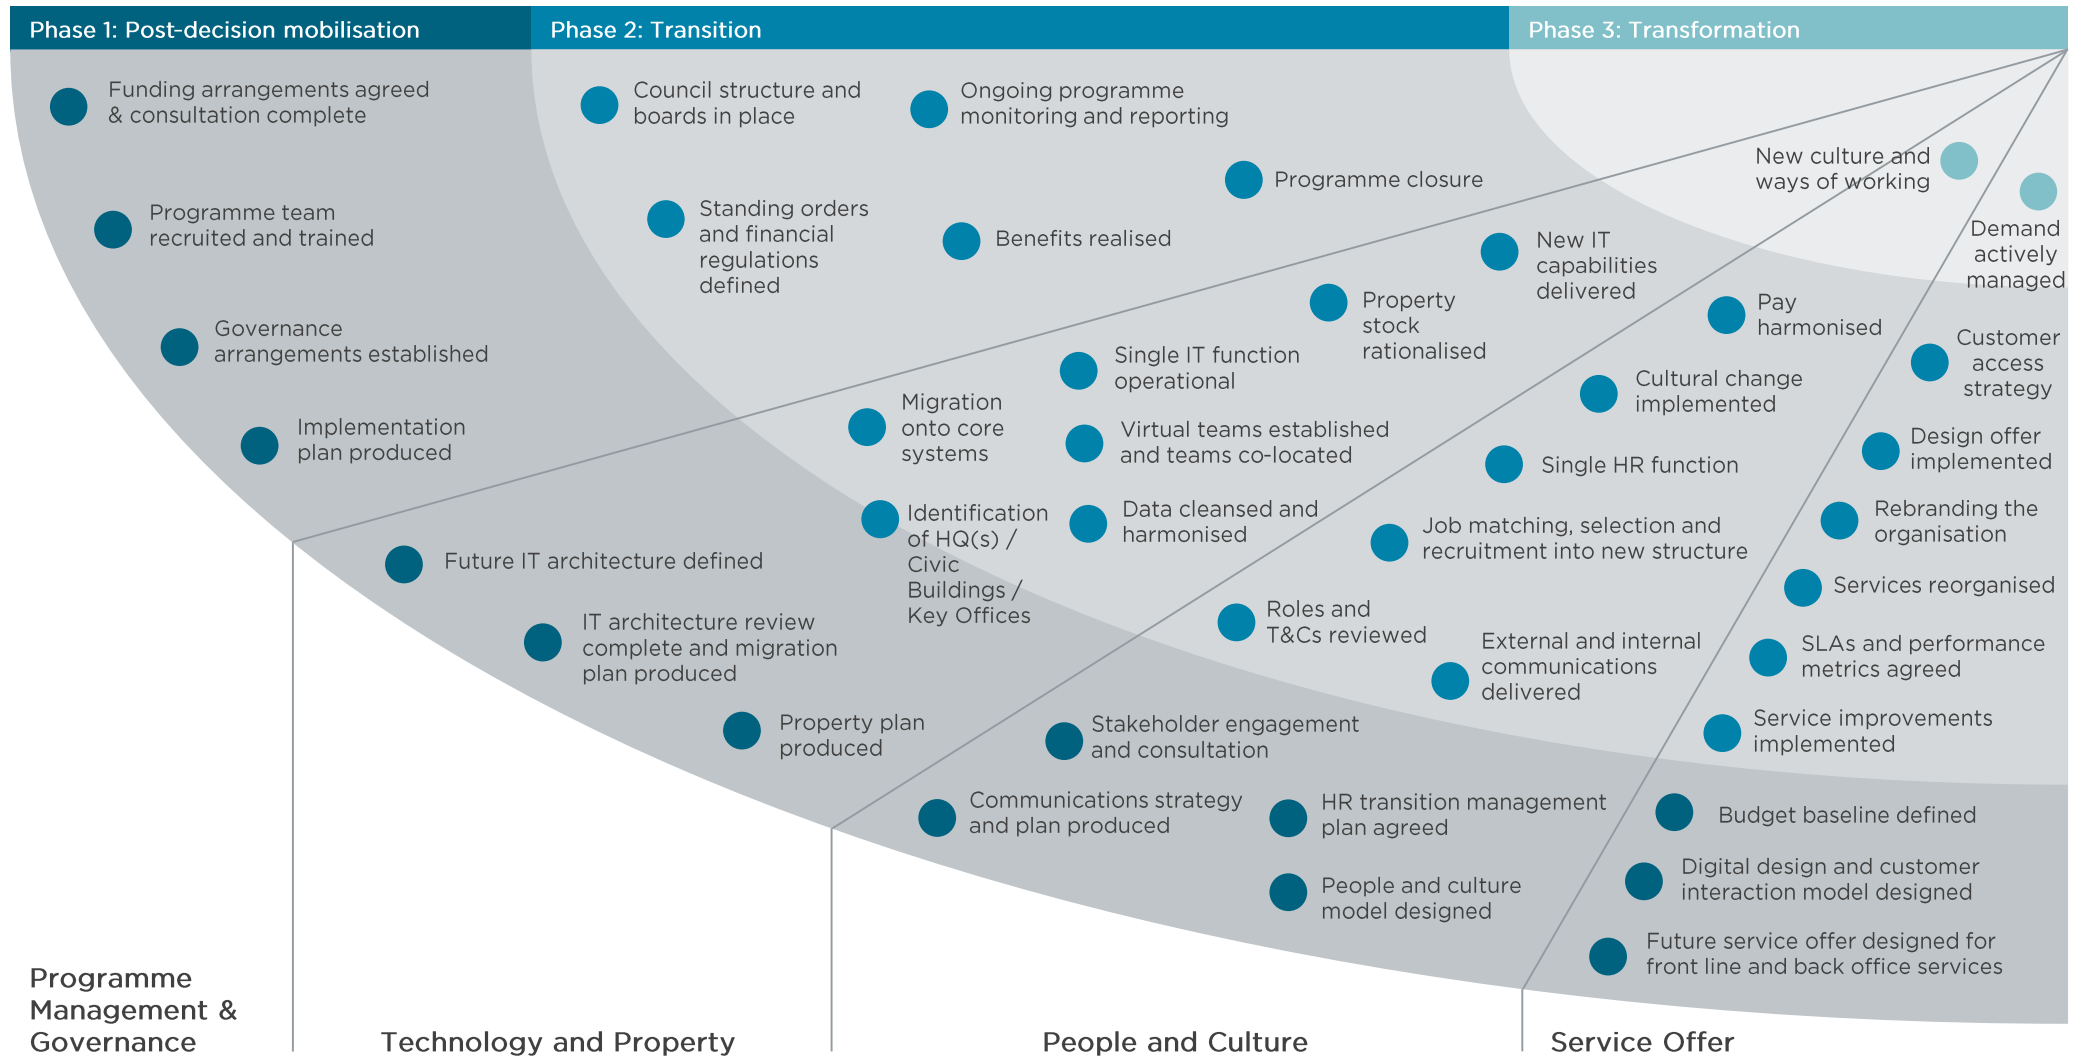 Phase 1: Post-decision mobilisation
Phase 2: Transition
Phase 3: Transformation
Funding arrangements agreed
& consultation complete
Programme team
recruited and trained
Governance
arrangements established
Implementation
plan produced
Council structure and
boards in place
Ongoing programme
monitoring and reporting
Programme closure
Standing orders
and financial
regulations
defined
Benefits realised
New culture and
ways of working
Demand
actively
managed
New IT
capabilities
delivered
Property
stock
rationalised
Single IT function
operational
Migration
onto core
systems
Virtual teams established
and teams co-located
Identification
of HQ(s) /
Civic
Buildings /
Key Offices
Data cleansed and
harmonised
Future IT architecture defined
IT architecture review
complete and migration
plan produced
Property plan
produced
Pay
harmonised
Cultural change
implemented
Single HR function
Job matching, selection and
recruitment into new structure
Roles and
T&Cs reviewed
External and internal
communications
delivered
Stakeholder engagement
and consultation
Communications strategy
and plan produced
HR transition management
plan agreed
People and culture
model designed
Customer
access
strategy
Design offer
implemented
Rebranding the
organisation
Services reorganised
SLAs and performance
metrics agreed
Service improvements
implemented
Budget baseline defined
Digital design and customer
interaction model designed
Future service offer designed for
front line and back office services
Programme
Management &
Governance
Technology and Property
People and Culture
Service Offer